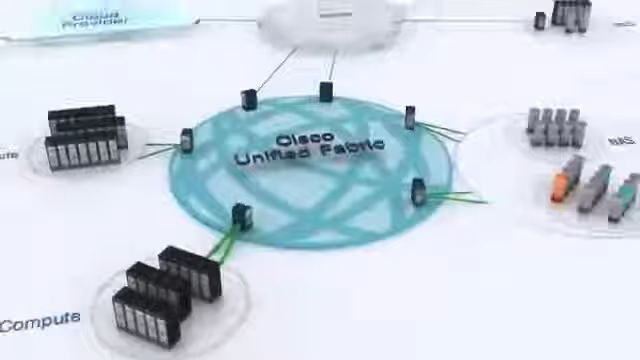 Cloud
Provider
Cisco
Unified Fabric
NAS
Compute